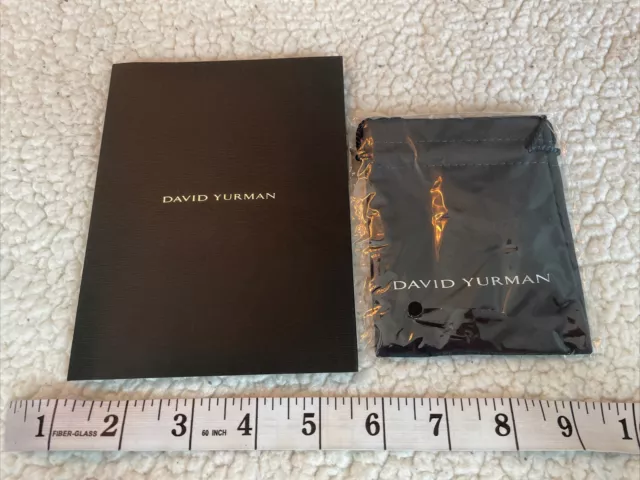 DAVID YURMAN
DAVID YURMAN
1 FIBER-GLASS 2 3 60 INCH 4 5 6 7 8 9 1